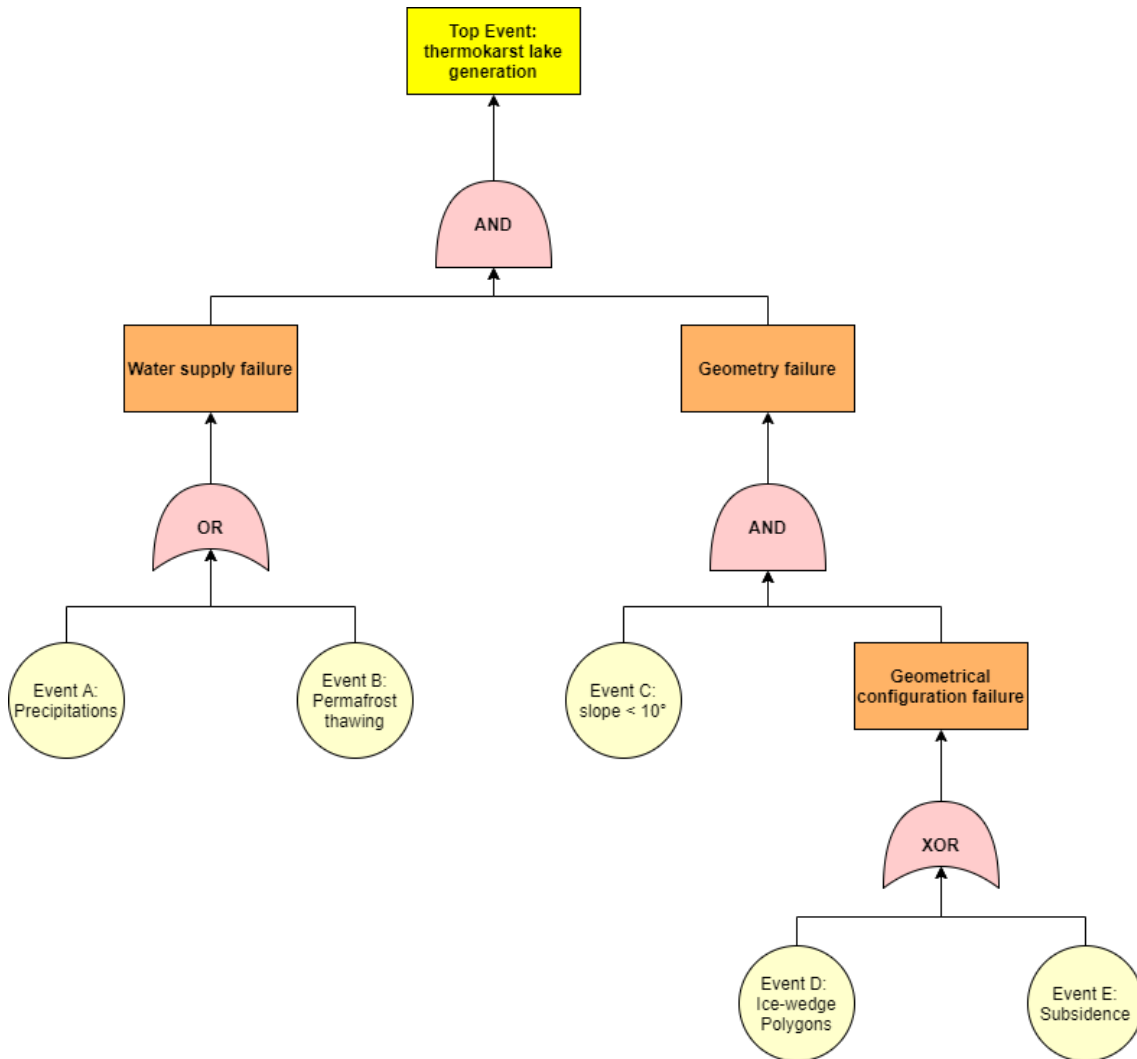 Top Event:
thermokarst lake
generation
AND
Water supply failure
Geometry failure
OR
AND
Event A:
Precipitations
Event B:
Permafrost
thawing
Event C:
slope < 10°
Geometrical
configuration failure
XOR
Event D:
Ice-wedge
Polygons
Event E:
Subsidence